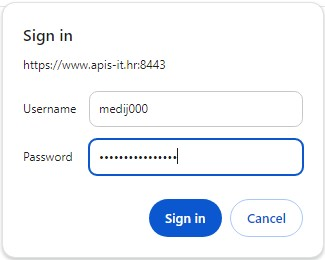 Sign in
https://www.apis-it.hr:8443
Username medij000
Password ••••••••••••••••
Sign in Cancel